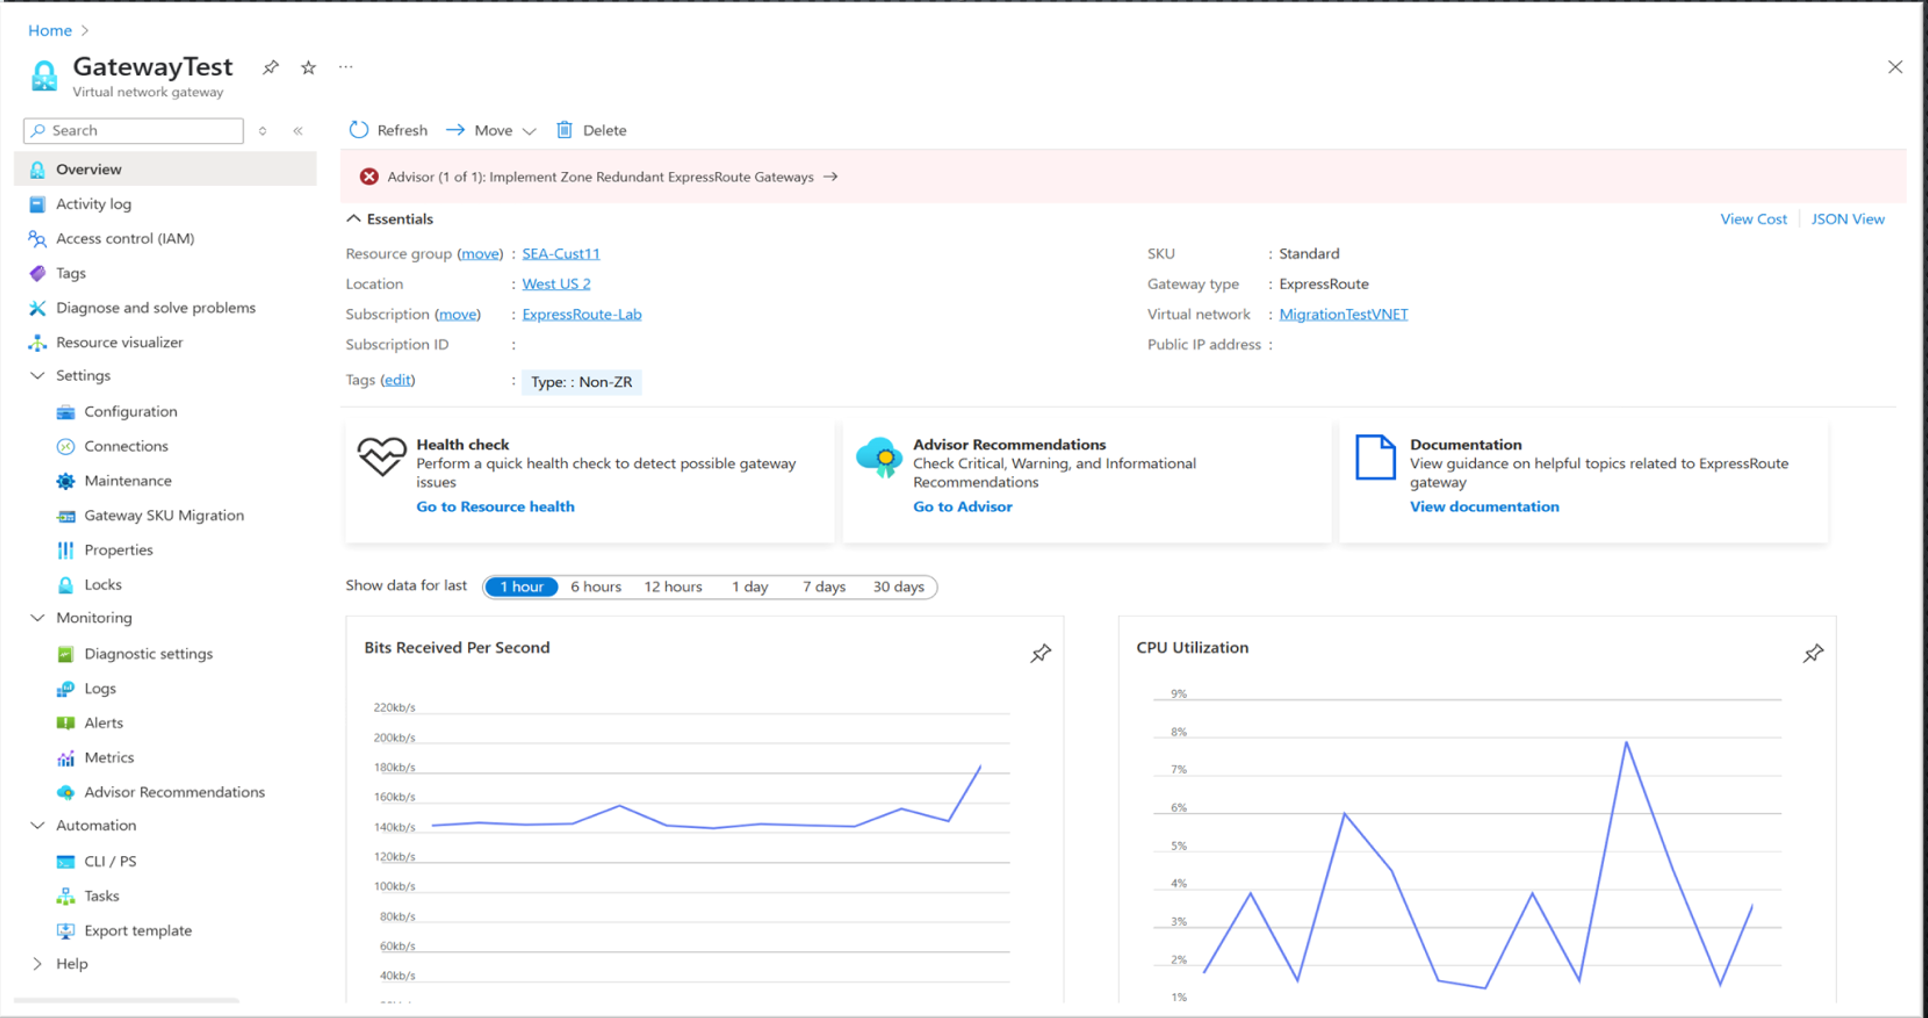 Home
GatewayTest
Virtual network gateway
Search
Overview
Activity log
Access control (IAM)
Tags
Diagnose and solve problems
Resource visualizer
Settings
Configuration
Connections
Maintenance
Gateway SKU Migration
Properties
Locks
Monitoring
Diagnostic settings
Logs
Alerts
Metrics
Advisor Recommendations
Automation
CLI / PS
Tasks
Export template
Help
Refresh Move Delete
Advisor (1 of 1): Implement Zone Redundant ExpressRoute Gateways →
Essentials
View Cost JSON View
Resource group (move) : SEA-Cust11
Location : West US 2
Subscription (move) : ExpressRoute-Lab
Subscription ID :
Tags (edit) : Type: : Non-ZR
SKU : Standard
Gateway type : ExpressRoute
Virtual network : MigrationTestVNET
Public IP address :
Health check
Perform a quick health check to detect possible gateway
issues
Go to Resource health
Advisor Recommendations
Check Critical, Warning, and Informational
Recommendations
Go to Advisor
Documentation
View guidance on helpful topics related to ExpressRoute
gateway
View documentation
Show data for last 1 hour 6 hours 12 hours 1 day 7 days 30 days
Bits Received Per Second
220kb/s
200kb/s
180kb/s
160kb/s
140kb/s
120kb/s
100kb/s
80kb/s
60kb/s
40kb/s
CPU Utilization
9%
8%
7%
6%
5%
4%
3%
2%
1%